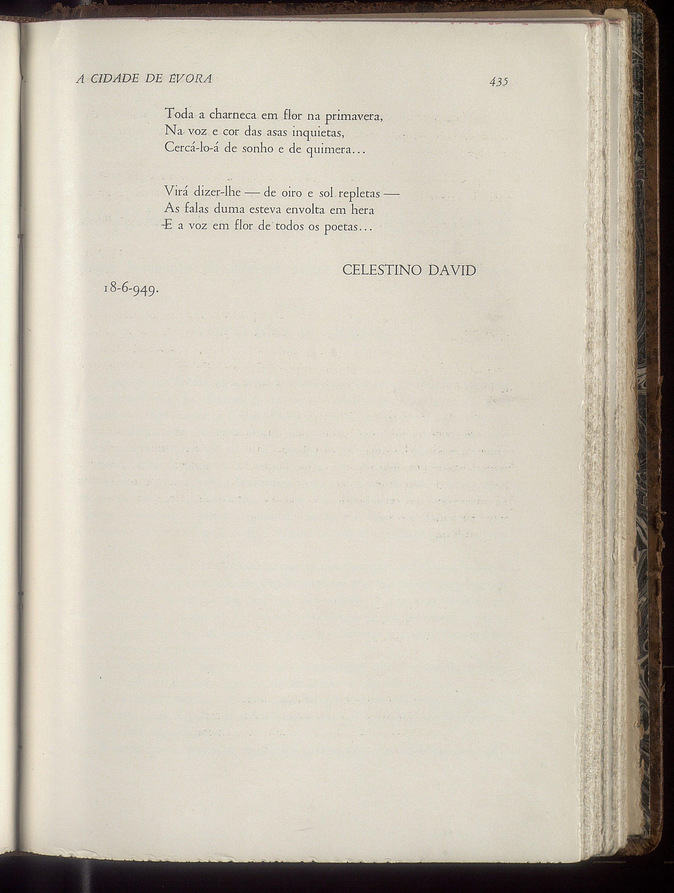 A CIDADE DE ÉVORA 435
Toda a charneca em flor na primavera,
Na voz e cor das asas inquietas,
Cercá-lo-á de sonho e de quimera...
Virá dizer-lhe — de oiro e sol repletas —
As falas duma esteva envolta em hera
E a voz em flor de todos os poetas...
CELESTINO DAVID
18-6-949.